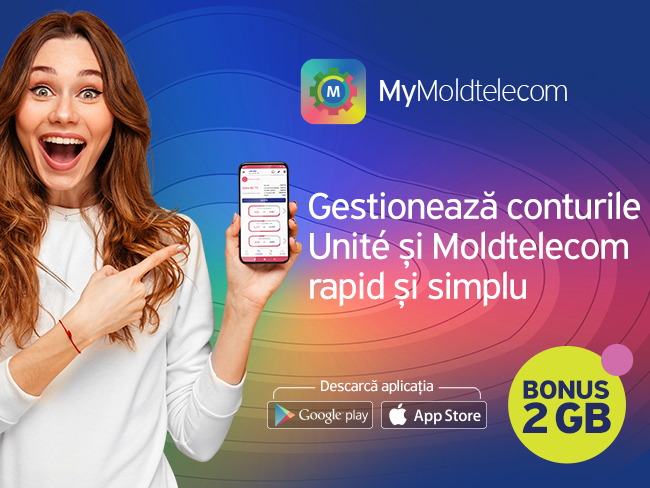 M
MyMoldtelecom
Gestionează conturile
Unité și Moldtelecom
rapid și simplu
Descarcă aplicația
Google play
App Store
BONUS
2 GB